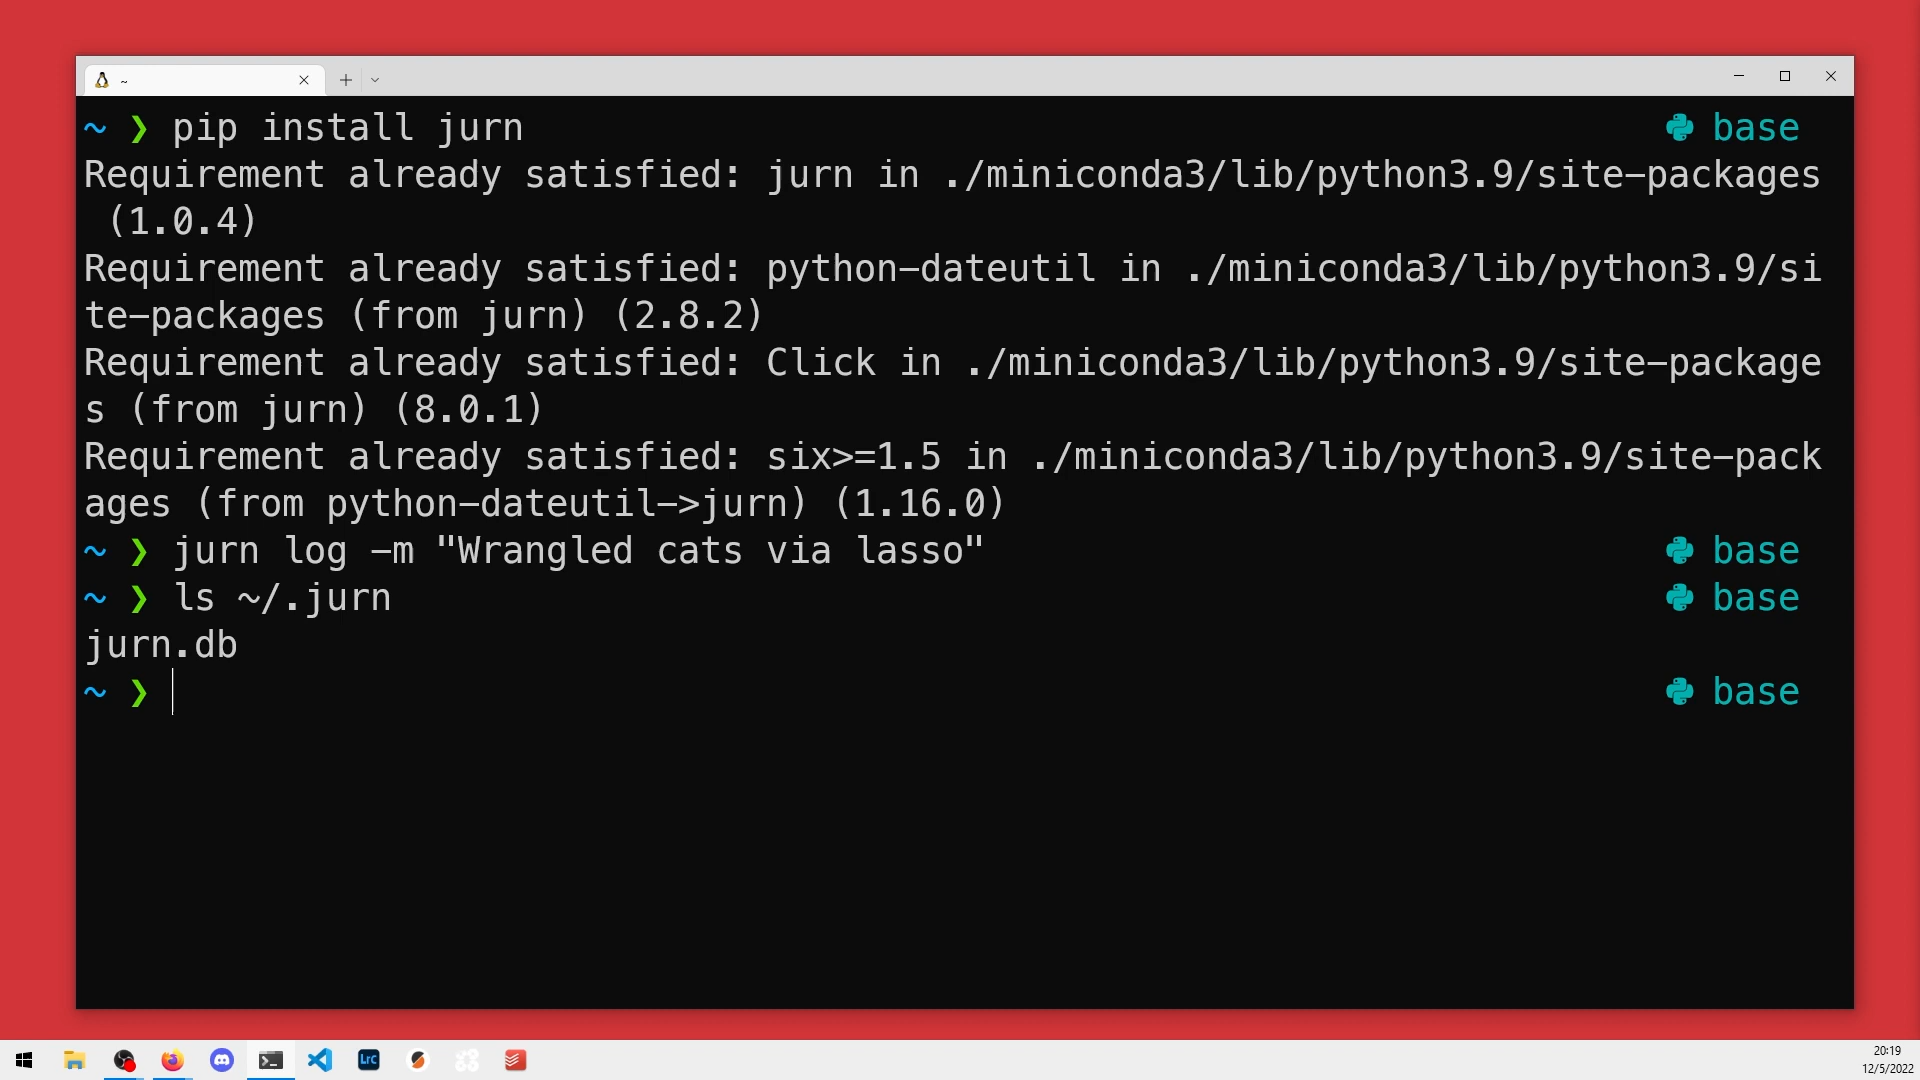 ~
~ ❯ pip install jurn base
Requirement already satisfied: jurn in ./miniconda3/lib/python3.9/site-packages
(1.0.4)
Requirement already satisfied: python-dateutil in ./miniconda3/lib/python3.9/si
te-packages (from jurn) (2.8.2)
Requirement already satisfied: Click in ./miniconda3/lib/python3.9/site-package
s (from jurn) (8.0.1)
Requirement already satisfied: six>=1.5 in ./miniconda3/lib/python3.9/site-pack
ages (from python-dateutil->jurn) (1.16.0)
~ ❯ jurn log -m "Wrangled cats via lasso" base
~ ❯ ls ~/.jurn base
jurn.db
~ ❯ base
Lrc
20:19
12/5/2022